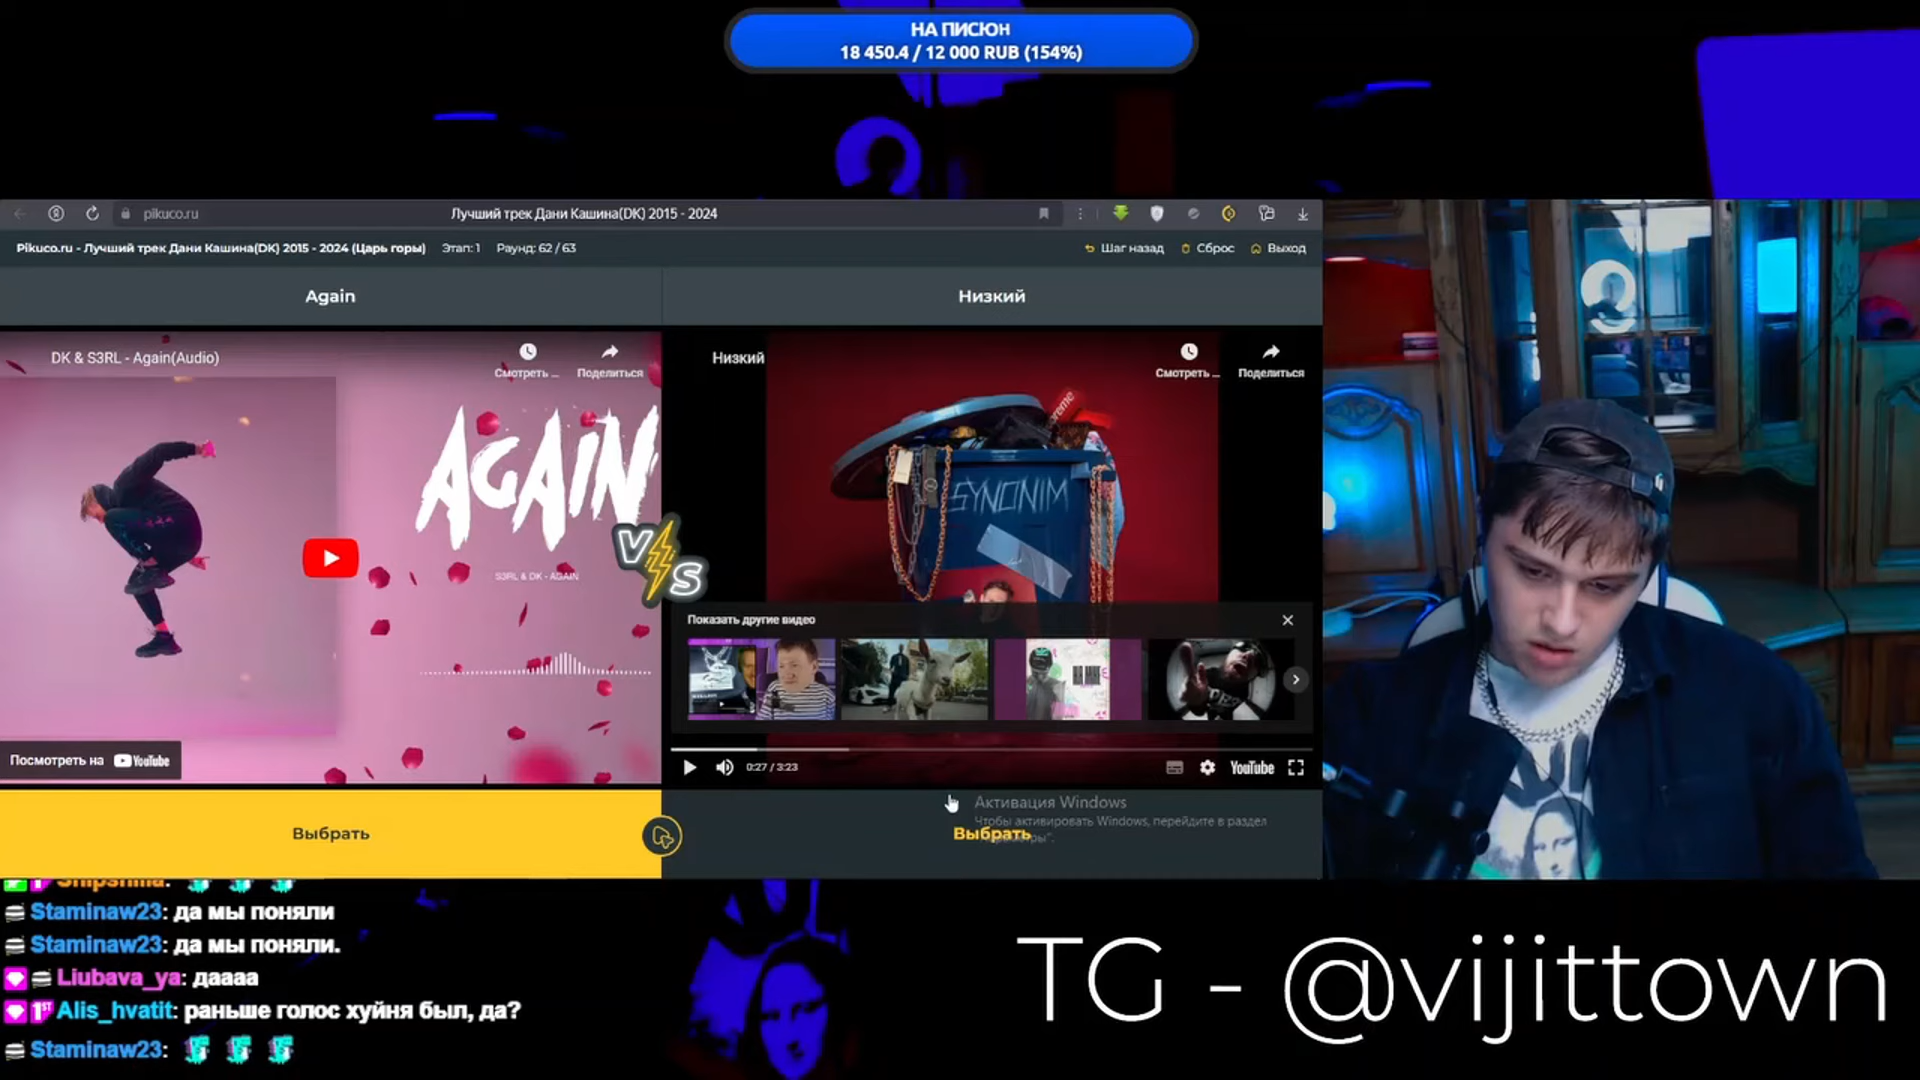 НА ПИСЮН
18 450.4 / 12 000 RUB (154%)
pikuco.ru
Лучший трек Дани Кашина(DK) 2015 - 2024
Pikuco.ru - Лучший трек Дани Кашина(DK) 2015 - 2024 (Царь горы) Этап: 1 Раунд: 62 / 63
Шаг назад Сброс Выход
Again
Низкий
DK & S3RL - Again(Audio)
Смотреть ...
Поделиться
AGAIN
S3RL & DK - AGAIN
Посмотреть на YouTube
VS
Низкий
Смотреть ...
Поделиться
SYNONIM
Показать другие видео
0:27 / 3:23
YouTube
Активация Windows
Чтобы активировать Windows, перейдите в раздел
Выбрать
Выбрать
Shipshilla:
Staminaw23: да мы поняли
Staminaw23: да мы поняли.
Liubava_ya: даааа
1ST Alis_hvatit: раньше голос хуйня был, да?
Staminaw23:
TG - @vijittown